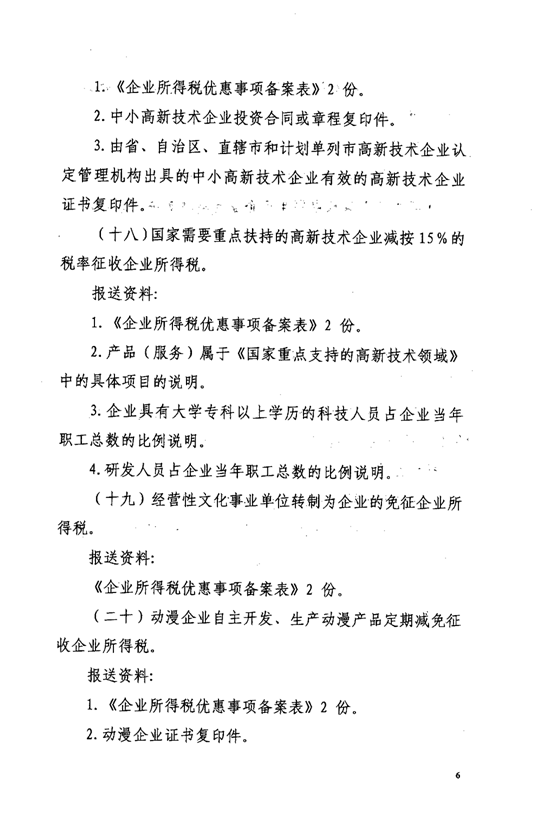 1.《企业所得税优惠事项备案表》2 份。
2.中小高新技术企业投资合同或章程复印件。
3.由省、自治区、直辖市和计划单列市高新技术企业认
定管理机构出具的中小高新技术企业有效的高新技术企业
证书复印件。
(十八)国家需要重点扶持的高新技术企业减按15%的
税率征收企业所得税。
报送资料:
1.《企业所得税优惠事项备案表》2 份。
2.产品(服务)属于《国家重点支持的高新技术领域》
中的具体项目的说明。
3.企业具有大学专科以上学历的科技人员占企业当年
职工总数的比例说明。
4.研发人员占企业当年职工总数的比例说明。
(十九)经营性文化事业单位转制为企业的免征企业所
得税。
报送资料:
《企业所得税优惠事项备案表》2 份。
(二十)动漫企业自主开发、生产动漫产品定期减免征
收企业所得税。
报送资料:
1.《企业所得税优惠事项备案表》2 份。
2.动漫企业证书复印件。
6